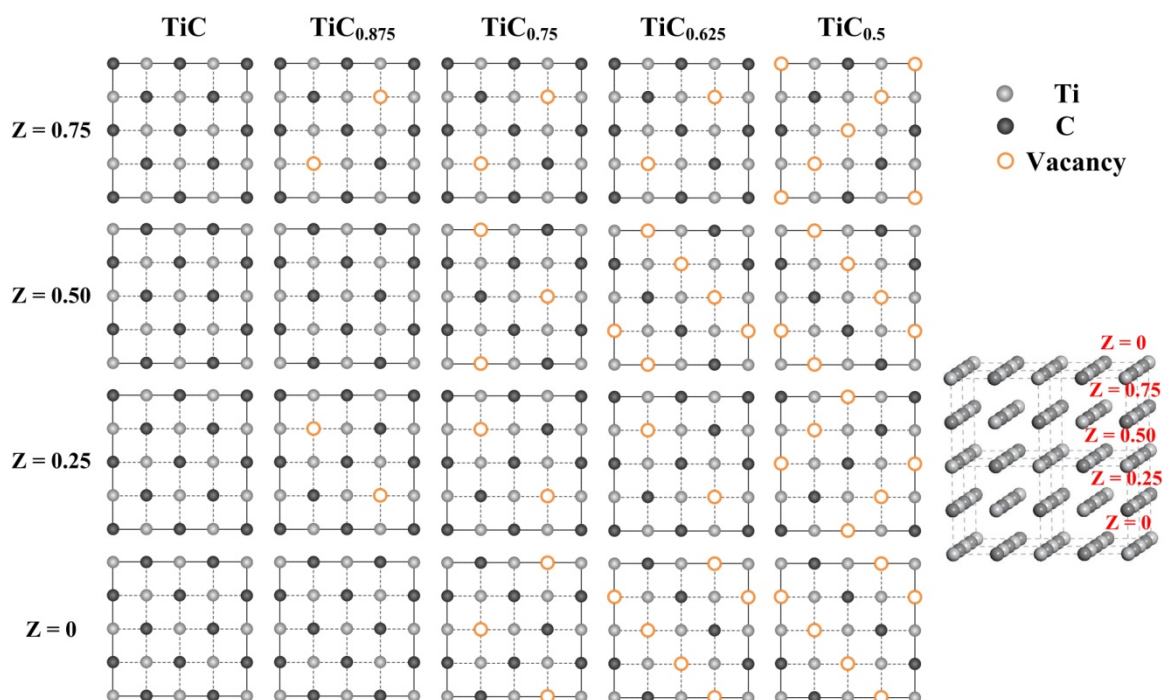 TiC TiC₀.₈₇₅ TiC₀.₇₅ TiC₀.₆₂₅ TiC₀.₅
Ti
C
Vacancy
Z = 0.75
Z = 0.50
Z = 0.25
Z = 0
Z = 0
Z = 0.75
Z = 0.50
Z = 0.25
Z = 0